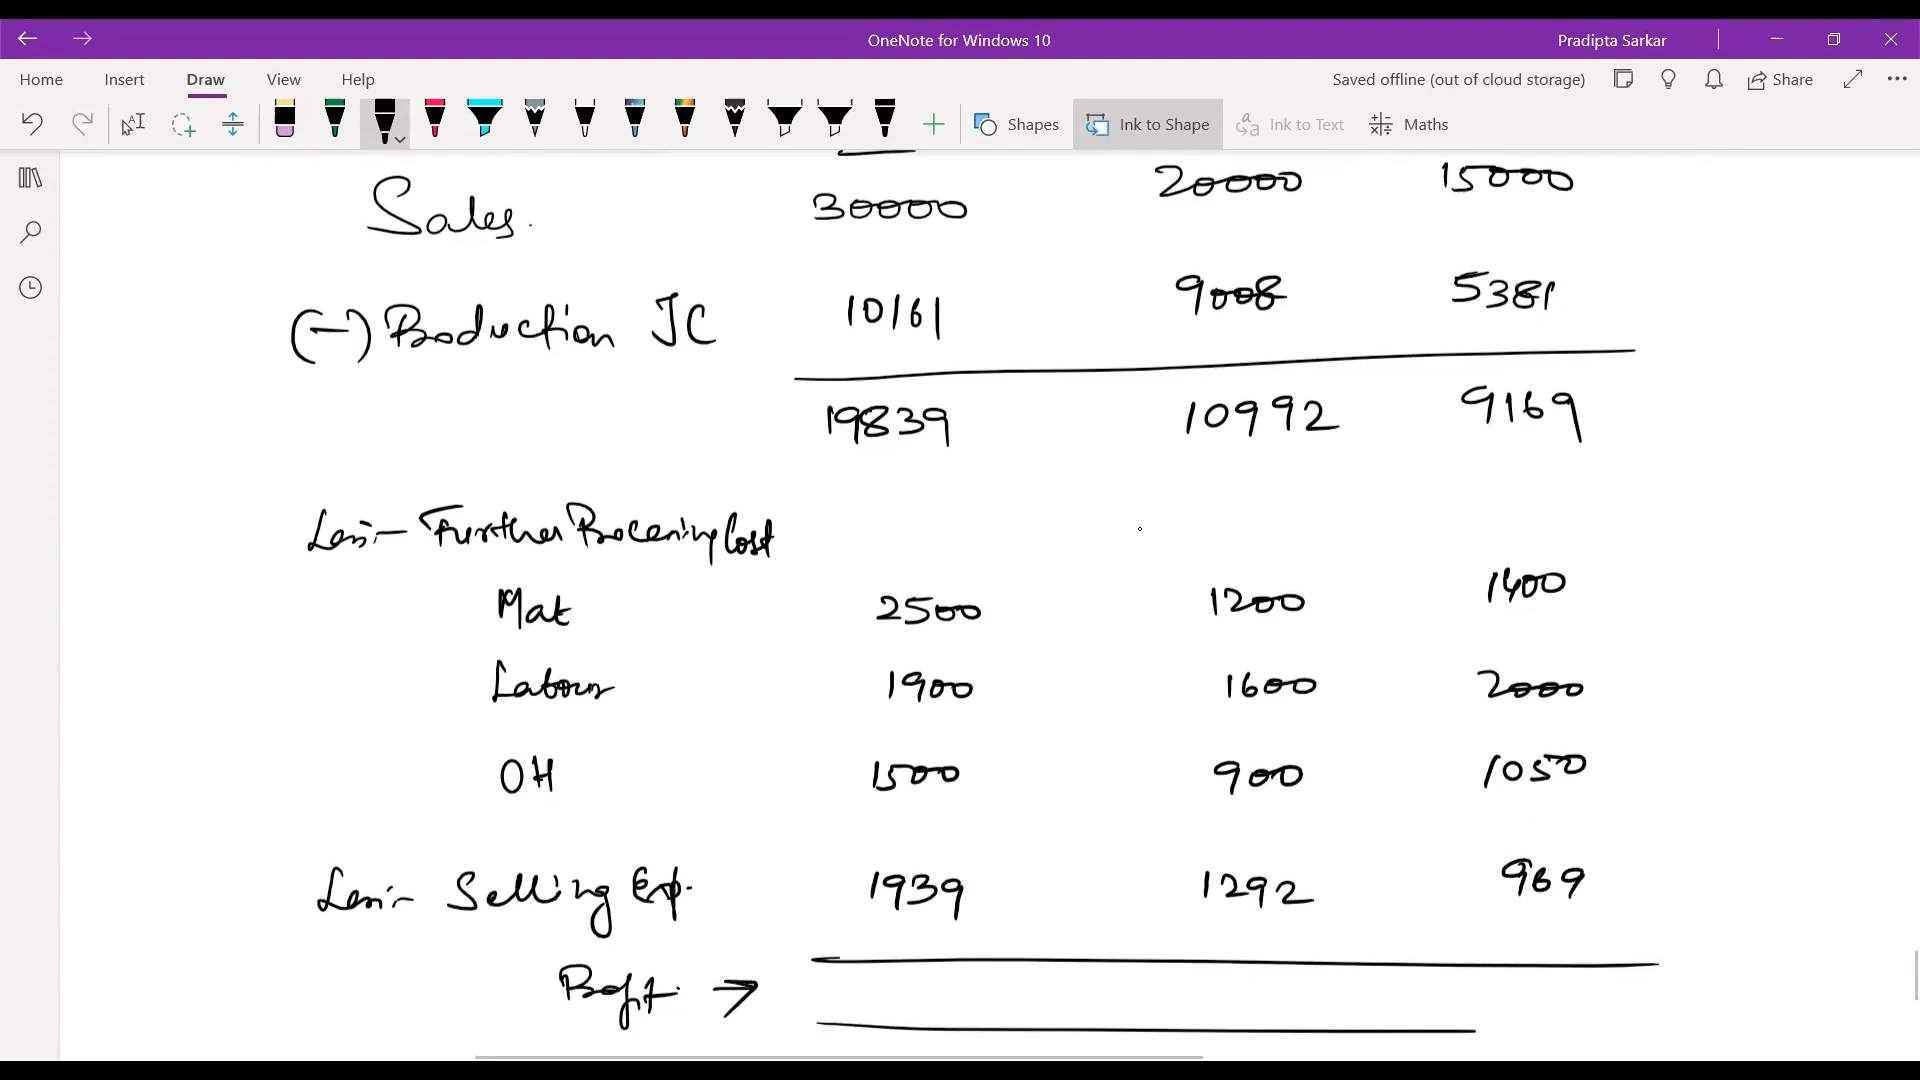 OneNote for Windows 10 Pradipta Sarkar
Home Insert Draw View Help Saved offline (out of cloud storage) Share
Shapes Ink to Shape Ink to Text Maths
Sales. 30000 20000 15000
(-) Production JC 10161 9008 5381
19839 10992 9169
Less:- Further Processing Cost
Mat 2500 1200 1400
Labour 1900 1600 2000
OH 1500 900 1050
Less:- Selling Exp. 1939 1292 969
Profit →